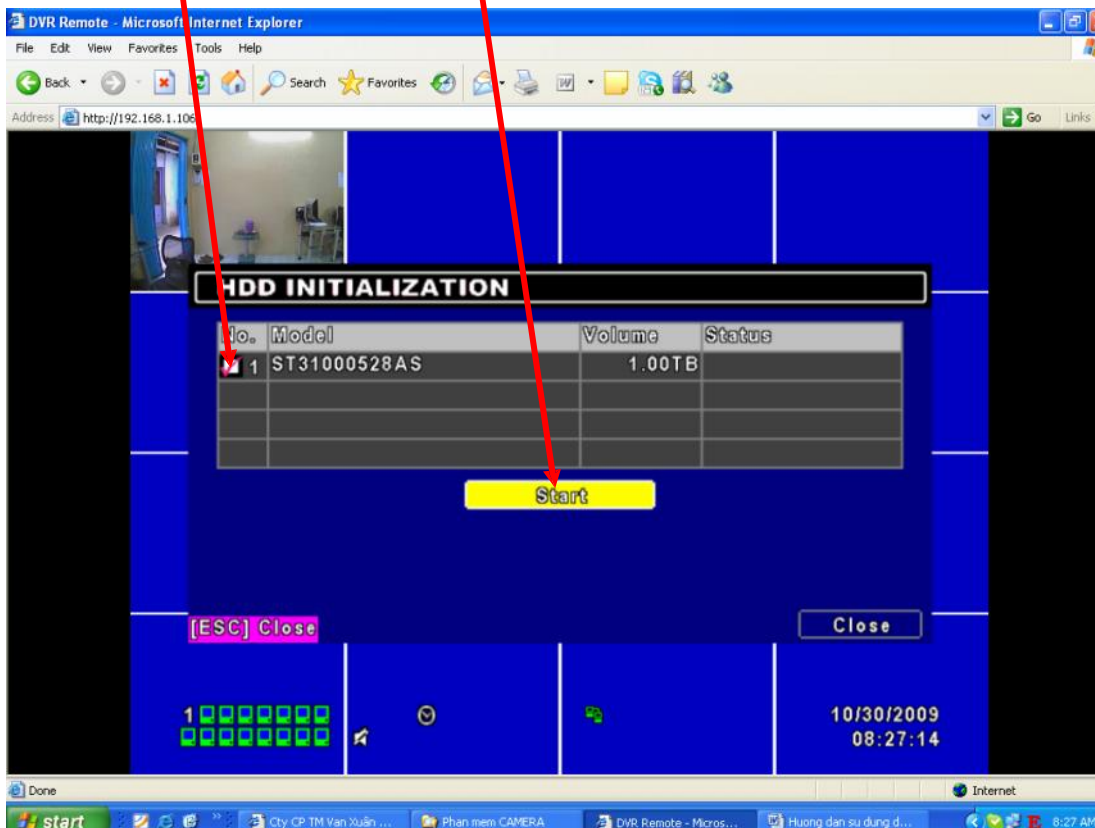 DVR Remote - Microsoft Internet Explorer
File Edit View Favorites Tools Help
Back Search Favorites
Address http://192.168.1.106 Go Links
HDD INITIALIZATION
No. Model Volume Status
1 ST31000528AS 1.00TB
Start
[ESC] Close Close
1 10/30/2009
08:27:14
Done Internet
start Cty CP TM Van Xuân ... Phan mem CAMERA DVR Remote - Micros... Huong dan su dung d... 8:27 AM